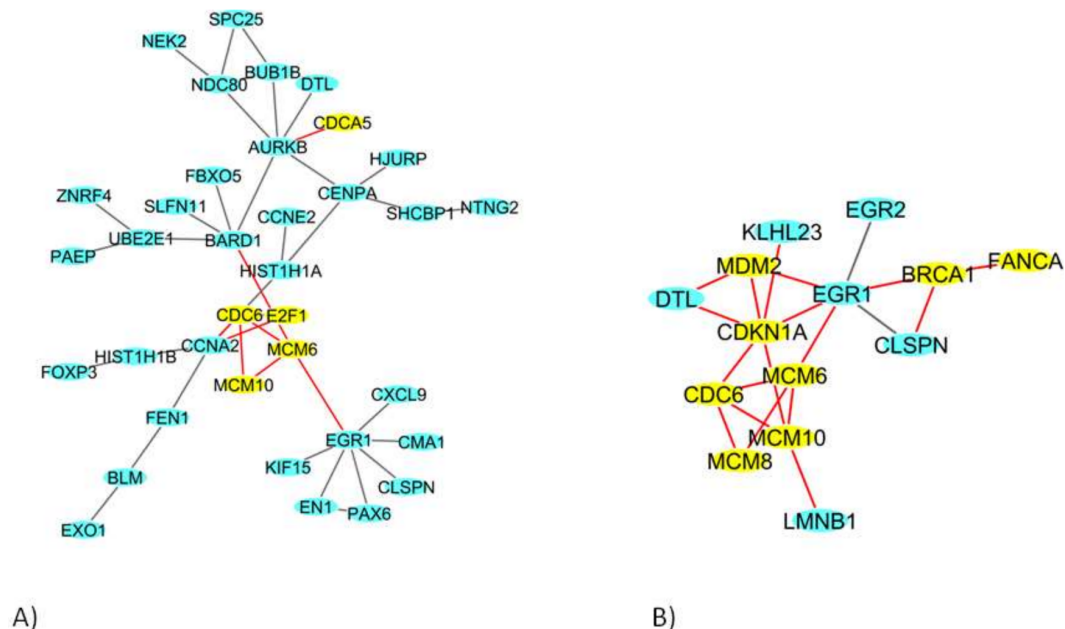 SPC25
NEK2
NDC80
BUB1B
DTL
CDCA5
AURKB
HJURP
FBXO5
CENPA
ZNRF4
SLFN11
CCNE2
SHCBP1
NTNG2
PAEP
UBE2E1
BARD1
HIST1H1A
CDC6
E2F1
HIST1H1B
CCNA2
MCM6
FOXP3
MCM10
CXCL9
FEN1
EGR1
CMA1
KIF15
CLSPN
BLM
EN1
PAX6
EXO1
A)
EGR2
KLHL23
MDM2
BRCA1
FANCA
DTL
EGR1
CDKN1A
CLSPN
MCM6
CDC6
MCM10
MCM8
LMNB1
B)